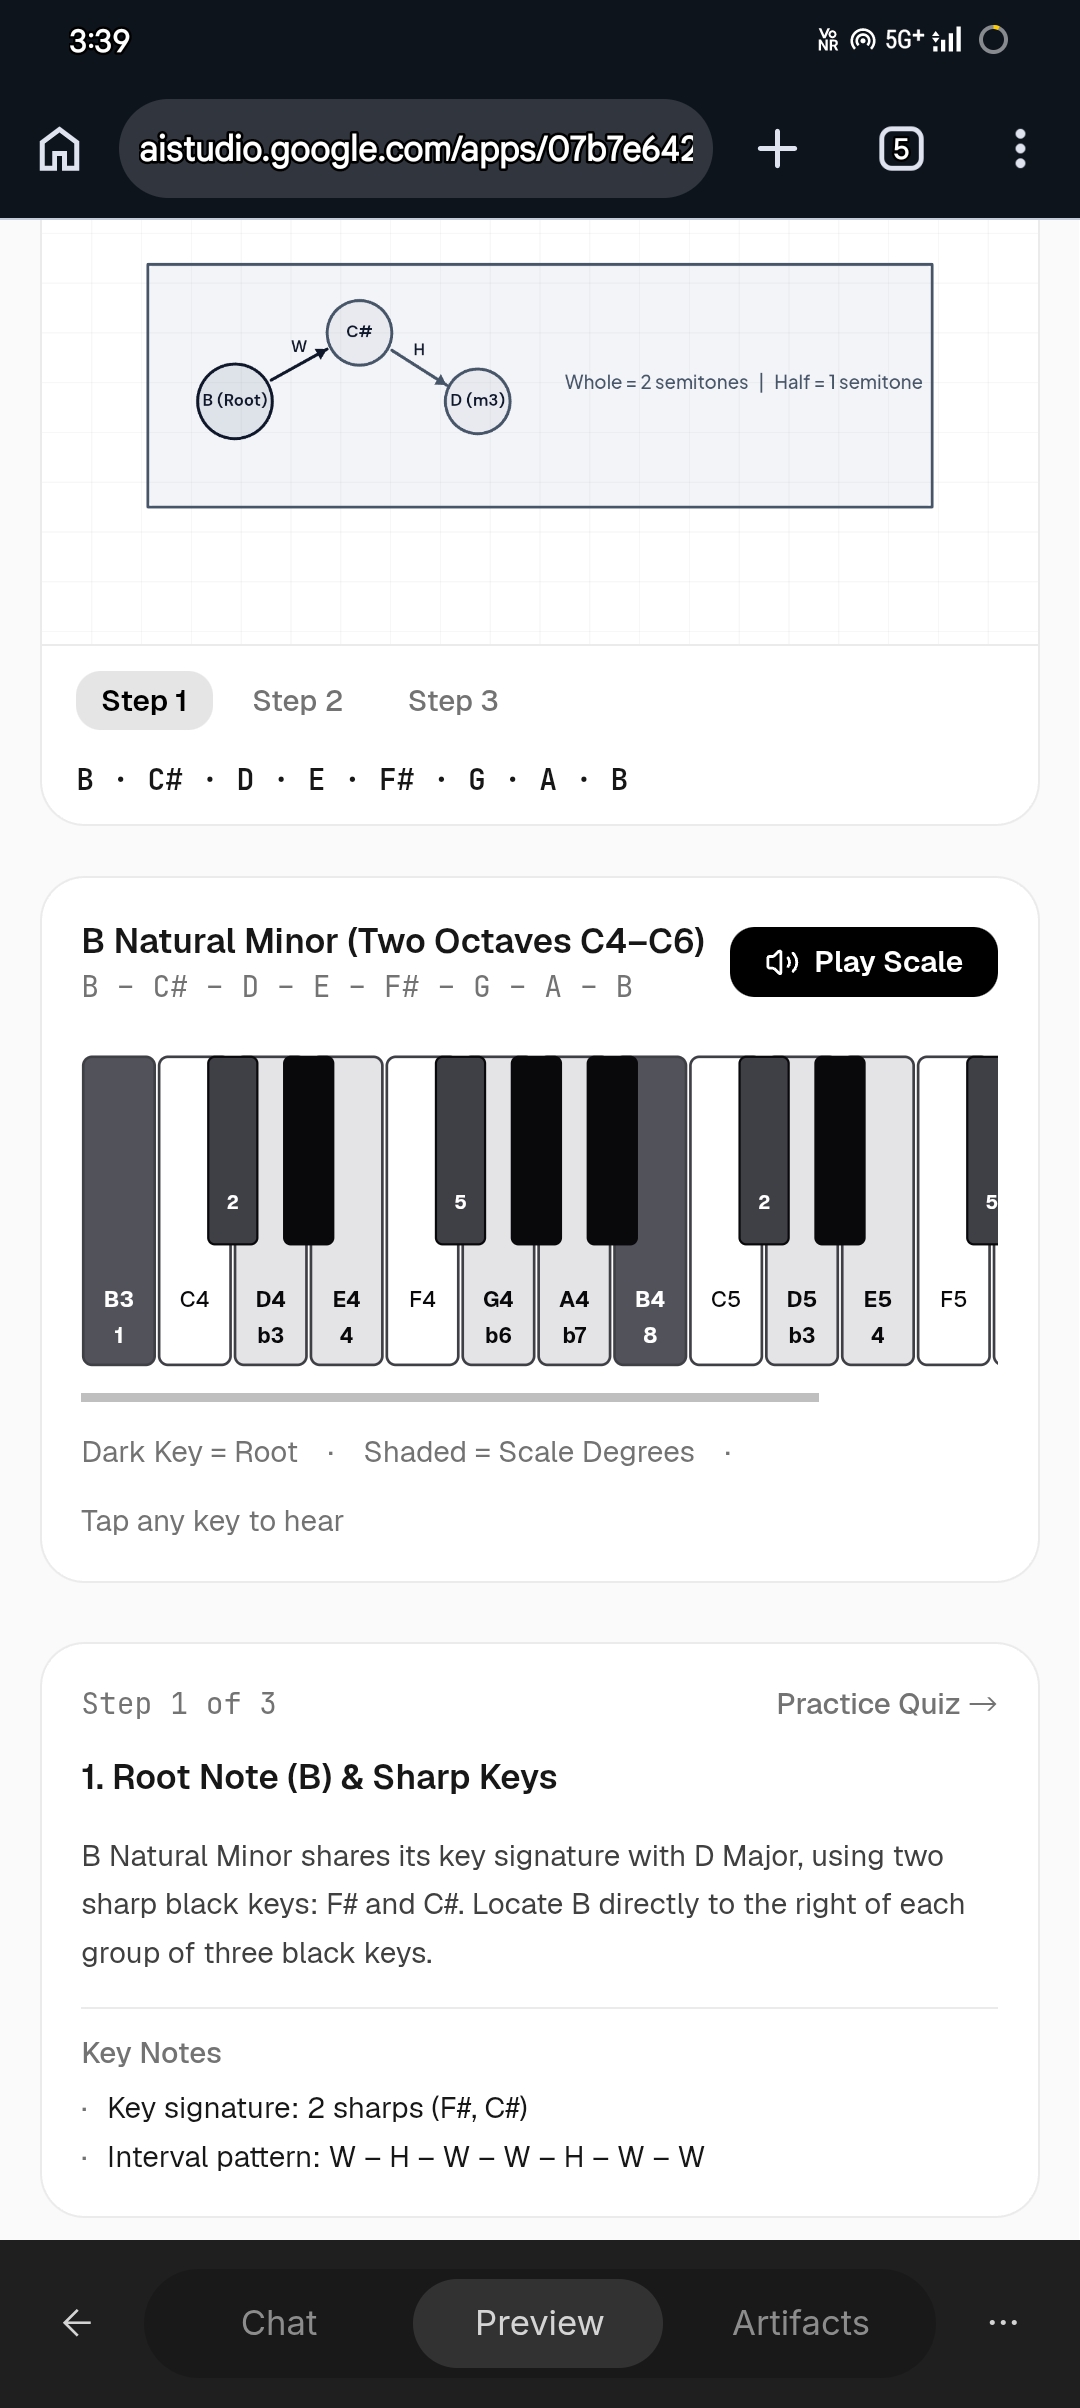 3:39
Vo NR 5G+
aistudio.google.com/apps/07b7e642
5
C#
W
H
B (Root)
D (m3)
Whole = 2 semitones | Half = 1 semitone
Step 1 Step 2 Step 3
B · C# · D · E · F# · G · A · B
B Natural Minor (Two Octaves C4–C6)
Play Scale
B – C# – D – E – F# – G – A – B
2 5 2 5
B3 C4 D4 E4 F4 G4 A4 B4 C5 D5 E5 F5
1 b3 4 b6 b7 8 b3 4
Dark Key = Root · Shaded = Scale Degrees ·
Tap any key to hear
Step 1 of 3
Practice Quiz →
1. Root Note (B) & Sharp Keys
B Natural Minor shares its key signature with D Major, using two
sharp black keys: F# and C#. Locate B directly to the right of each
group of three black keys.
Key Notes
· Key signature: 2 sharps (F#, C#)
· Interval pattern: W – H – W – W – H – W – W
Chat Preview Artifacts